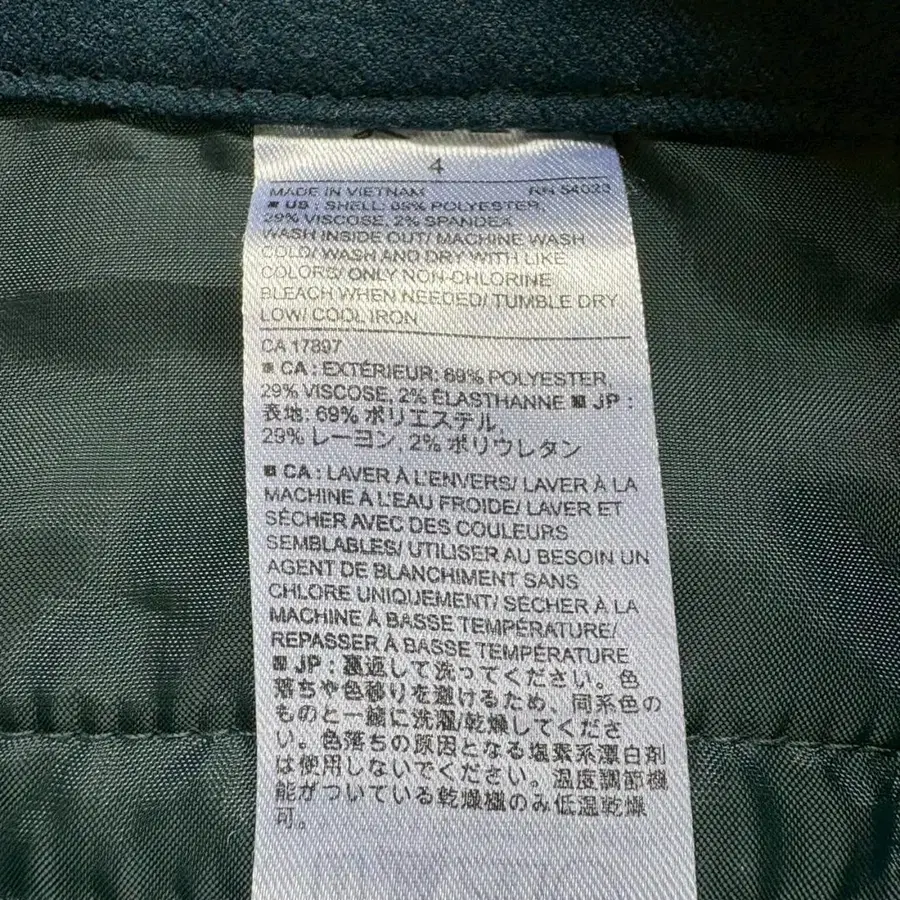 4
MADE IN VIETNAM RN 54023
■ US : SHELL: 69% POLYESTER,
29% VISCOSE, 2% SPANDEX
WASH INSIDE OUT/ MACHINE WASH
COLD/ WASH AND DRY WITH LIKE
COLORS/ ONLY NON-CHLORINE
BLEACH WHEN NEEDED/ TUMBLE DRY
LOW/ COOL IRON
CA 17897
■ CA : EXTÉRIEUR: 69% POLYESTER,
29% VISCOSE, 2% ÉLASTHANNE ■ JP :
表地: 69% ポリエステル,
29% レーヨン, 2% ポリウレタン
■ CA : LAVER À L'ENVERS/ LAVER À LA
MACHINE À L'EAU FROIDE/ LAVER ET
SÉCHER AVEC DES COULEURS
SEMBLABLES/ UTILISER AU BESOIN UN
AGENT DE BLANCHIMENT SANS
CHLORE UNIQUEMENT/ SÉCHER À LA
MACHINE À BASSE TEMPÉRATURE/
REPASSER À BASSE TEMPÉRATURE
■ JP : 裏返して洗ってください。色
落ちや色移りを避けるため、同系色の
ものと一緒に洗濯/乾燥してくださ
い。色落ちの原因となる塩素系漂白剤
は使用しないでください。温度調節機
能がついている乾燥機のみ低温乾燥
可。